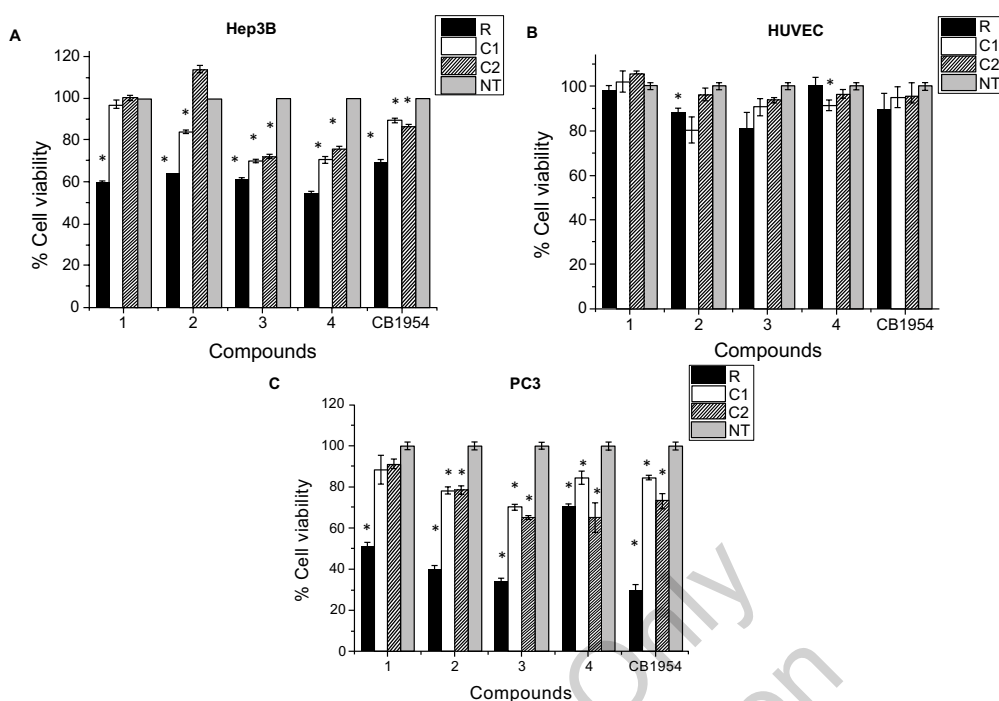 A
Hep3B
R
C1
C2
NT
% Cell viability
120
100
80
60
40
20
0
* * * * * * * * * *
1 2 3 4 CB1954
Compounds
B
HUVEC
R
C1
C2
NT
% Cell viability
100
80
60
40
20
0
* *
1 2 3 4 CB1954
Compounds
C
PC3
R
C1
C2
NT
% Cell viability
120
100
80
60
40
20
0
* * * * * * * * * * * * *
1 2 3 4 CB1954
Compounds
Only